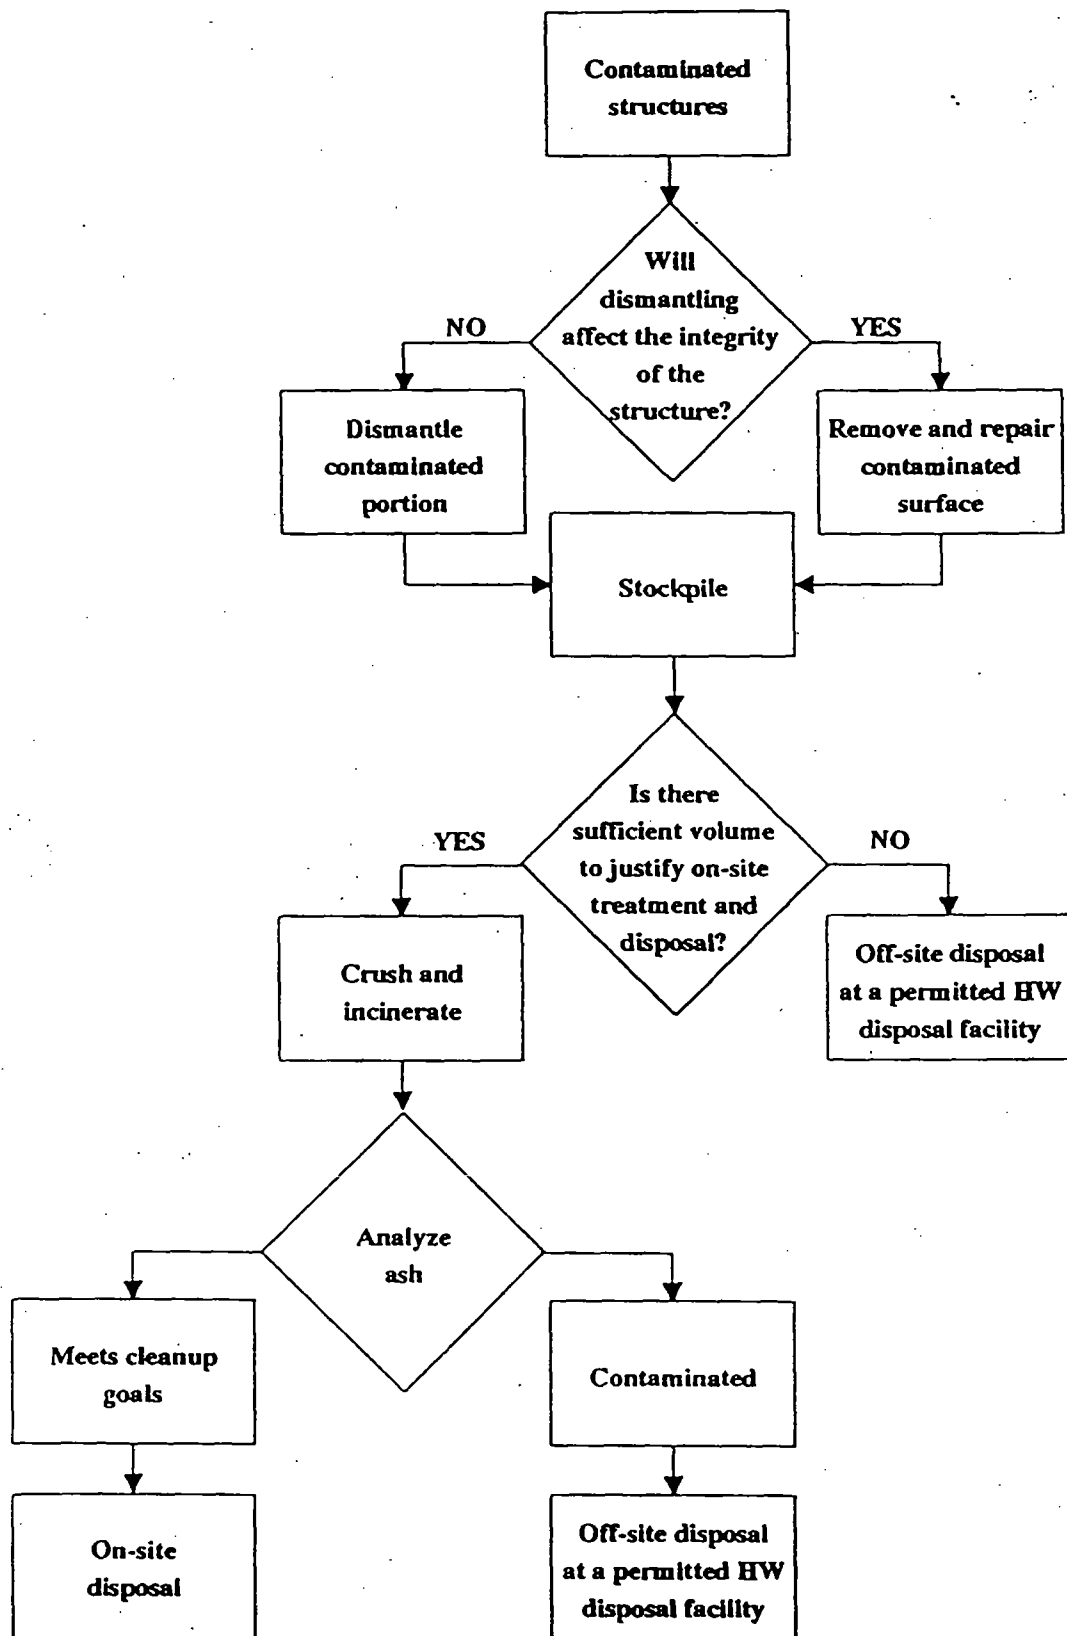 Contaminated
structures
Will
dismantling
affect the integrity
of the
structure?
NO
YES
Dismantle
contaminated
portion
Remove and repair
contaminated
surface
Stockpile
Is there
sufficient volume
to justify on-site
treatment and
disposal?
YES
NO
Crush and
incinerate
Off-site disposal
at a permitted HW
disposal facility
Analyze
ash
Meets cleanup
goals
Contaminated
On-site
disposal
Off-site disposal
at a permitted HW
disposal facility